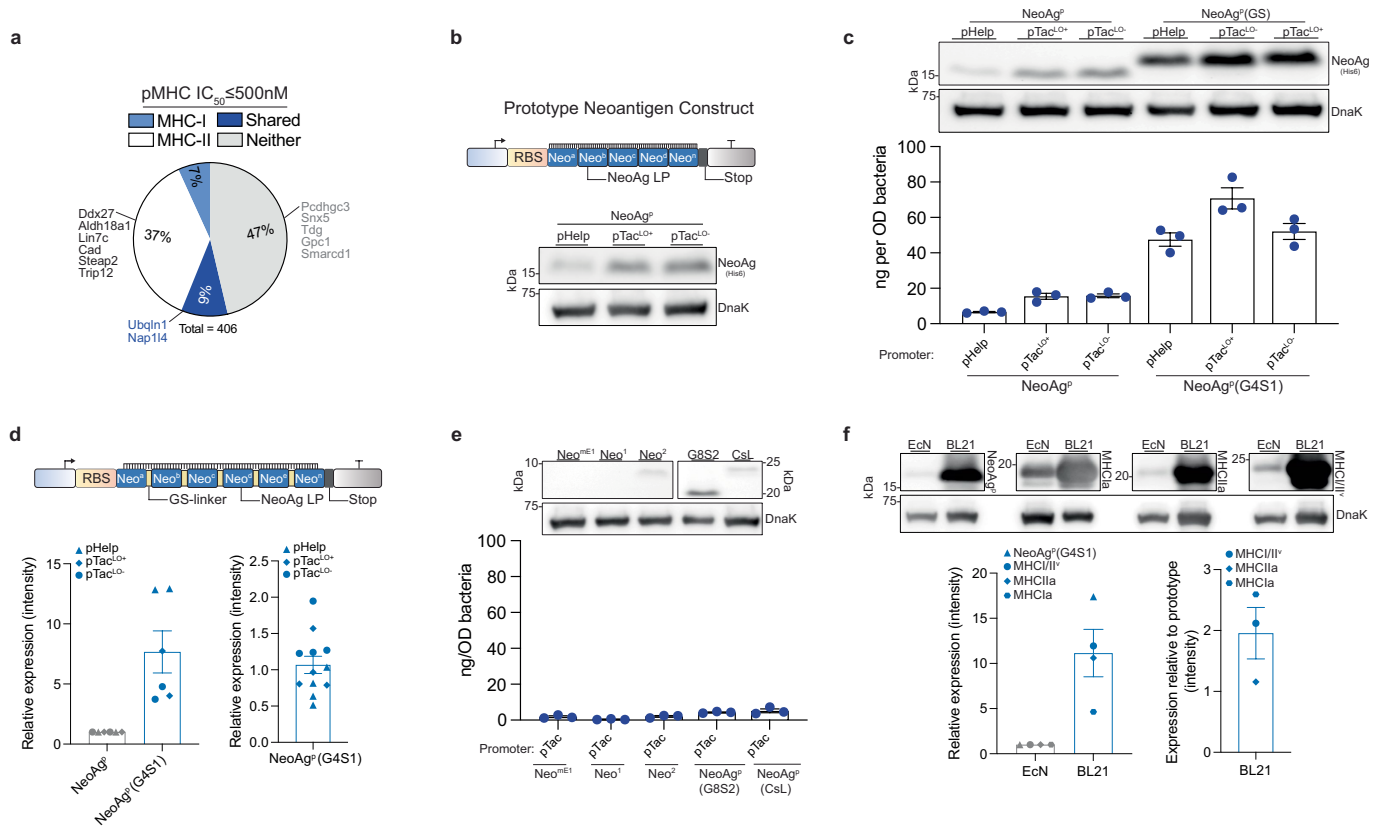 a
pMHC IC50≤500nM
MHC-I Shared
MHC-II Neither
7%
47%
37%
9%
Ddx27
Aldh18a1
Lin7c
Cad
Steap2
Trip12
Pcdhgc3
Snx5
Tdg
Gpc1
Smarcd1
Ubqln1
Nap1l4
Total = 406
b
Prototype Neoantigen Construct
RBS Neoᵃ Neoᵇ Neoᶜ Neoᵈ Neoⁿ
NeoAg LP Stop
NeoAgᵖ
pHelp pTacLO+ pTacLO-
kDa
15
NeoAg
(His6)
75
DnaK
c
NeoAgᵖ NeoAgᵖ(GS)
pHelp pTacLO+ pTacLO- pHelp pTacLO- pTacLO+
kDa
15
NeoAg
(His6)
75
DnaK
ng per OD bacteria
100
80
60
40
20
0
Promoter: pHelp pTacLO+ pTacLO- pHelp pTacLO+ pTacLO-
NeoAgᵖ NeoAgᵖ(G4S1)
d
RBS Neoᵃ Neoᵇ Neoᶜ Neoᵈ Neoⁿ
GS-linker NeoAg LP Stop
pHelp
pTacLO+
pTacLO-
Relative expression (intensity)
15
10
5
0
NeoAgᵖ NeoAgᵖ(G4S1)
pHelp
pTacLO+
pTacLO-
Relative expression (intensity)
2.5
2.0
1.5
1.0
0.5
0.0
NeoAgᵖ(G4S1)
e
Neoᵐᴱ¹ Neo¹ Neo² G8S2 CsL
kDa
10
25
20
kDa
75
DnaK
ng/OD bacteria
100
80
60
40
20
0
Promoter: pTac pTac pTac pTac pTac
Neoᵐᴱ¹ Neo¹ Neo² NeoAgᵖ NeoAgᵖ
(G8S2) (CsL)
f
EcN BL21 EcN BL21 EcN BL21 EcN BL21
kDa
15
NeoAgᵖ
20
MHCIa
20
MHCIIa
25
MHCI/IIᵛ
75
DnaK
NeoAgᵖ(G4S1)
MHCI/IIᵛ
MHCIIa
MHCIa
Relative expression (intensity)
20
15
10
5
0
EcN BL21
MHCI/IIᵛ
MHCIIa
MHCIa
Expression relative to prototype
(intensity)
3
2
1
0
BL21